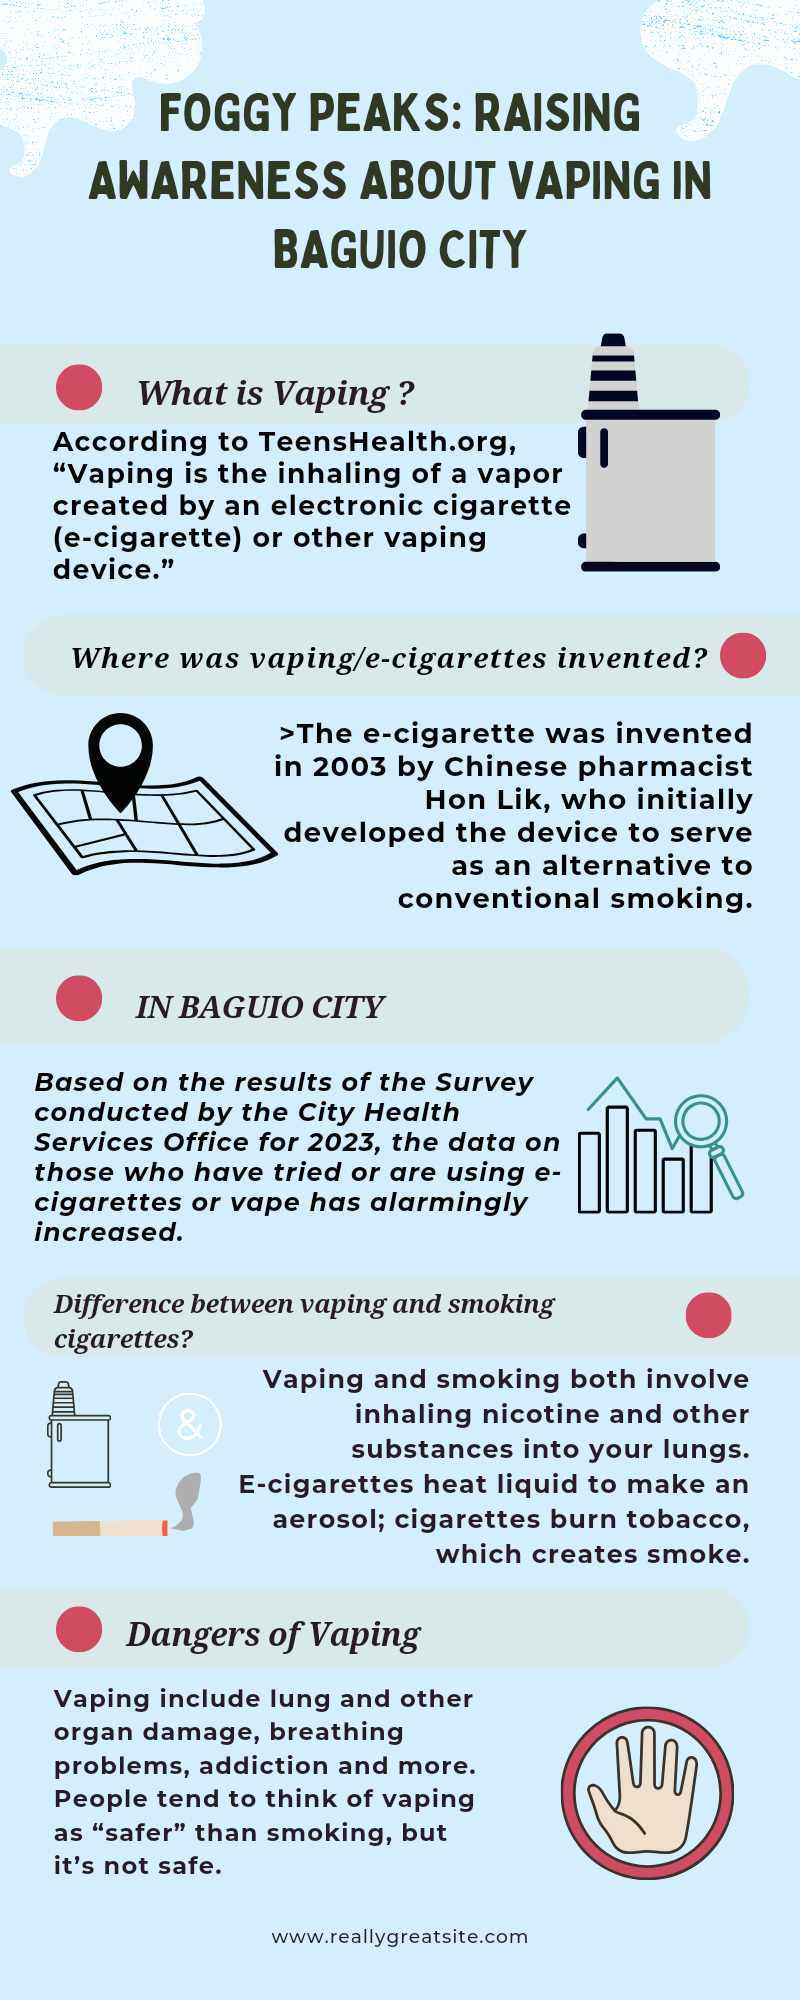 FOGGY PEAKS: RAISING
AWARENESS ABOUT VAPING IN
BAGUIO CITY
What is Vaping ?
According to TeensHealth.org,
“Vaping is the inhaling of a vapor
created by an electronic cigarette
(e-cigarette) or other vaping
device.”
Where was vaping/e-cigarettes invented?
>The e-cigarette was invented
in 2003 by Chinese pharmacist
Hon Lik, who initially
developed the device to serve
as an alternative to
conventional smoking.
IN BAGUIO CITY
Based on the results of the Survey
conducted by the City Health
Services Office for 2023, the data on
those who have tried or are using e-
cigarettes or vape has alarmingly
increased.
Difference between vaping and smoking
cigarettes?
&
Vaping and smoking both involve
inhaling nicotine and other
substances into your lungs.
E-cigarettes heat liquid to make an
aerosol; cigarettes burn tobacco,
which creates smoke.
Dangers of Vaping
Vaping include lung and other
organ damage, breathing
problems, addiction and more.
People tend to think of vaping
as “safer” than smoking, but
it’s not safe.
www.reallygreatsite.com